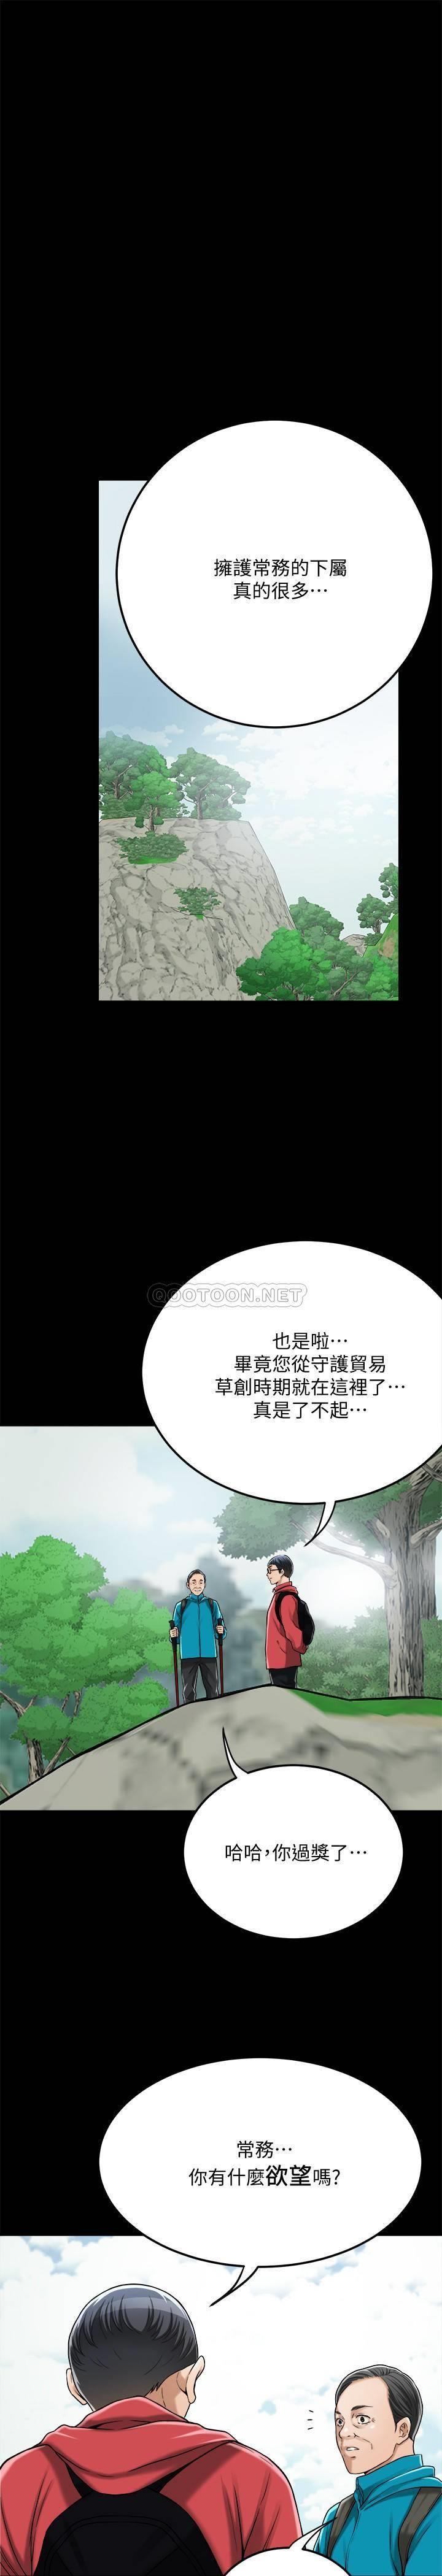 擁護常務的下屬
真的很多…
QOOTOON.NET
也是啦…
畢竟您從守護貿易
草創時期就在這裡了…
真是了不起…
哈哈，你過獎了…
常務…
你有什麼欲望嗎？